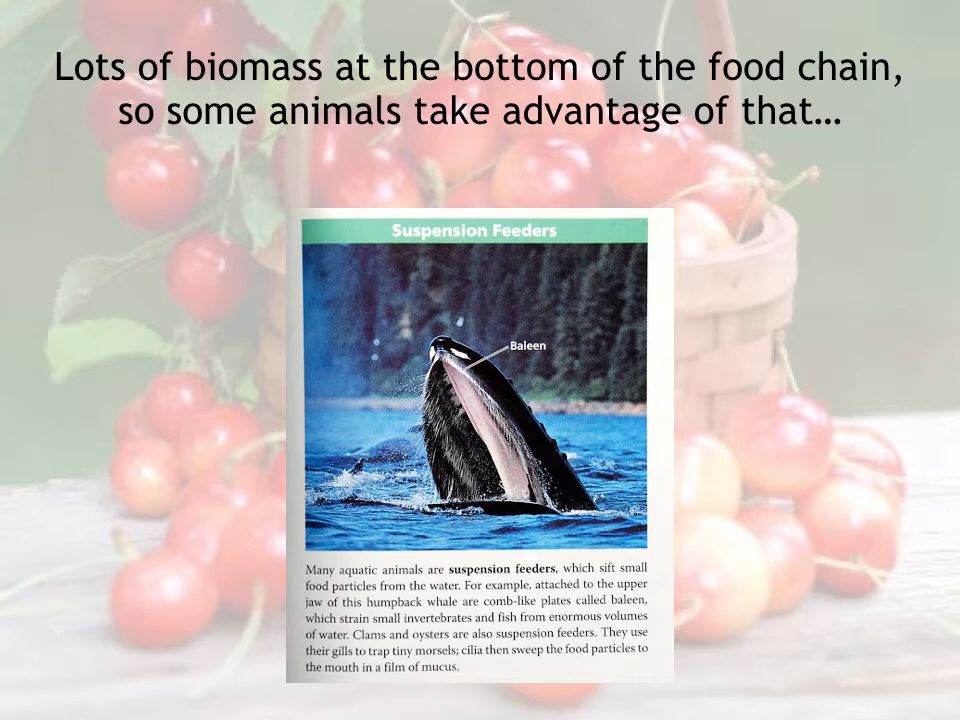 Lots of biomass at the bottom of the food chain,
so some animals take advantage of that…
Suspension Feeders
Baleen
Many aquatic animals are suspension feeders, which sift small
food particles from the water. For example, attached to the upper
jaw of this humpback whale are comb-like plates called baleen,
which strain small invertebrates and fish from enormous volumes
of water. Clams and oysters are also suspension feeders. They use
their gills to trap tiny morsels; cilia then sweep the food particles to
the mouth in a film of mucus.